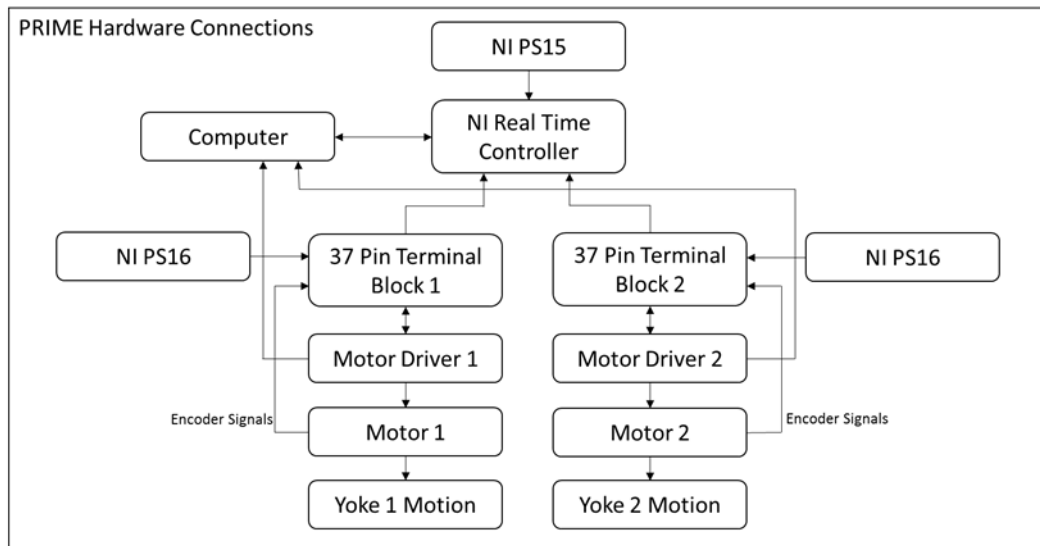 PRIME Hardware Connections
NI PS15
Computer
NI Real Time
Controller
NI PS16
37 Pin Terminal
Block 1
37 Pin Terminal
Block 2
NI PS16
Motor Driver 1
Motor Driver 2
Encoder Signals
Motor 1
Motor 2
Encoder Signals
Yoke 1 Motion
Yoke 2 Motion